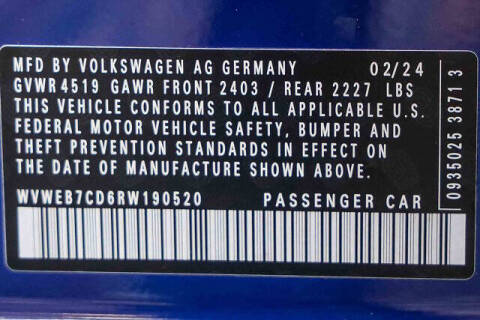 MFD BY VOLKSWAGEN AG GERMANY 02/24
GVWR 4519 GAWR FRONT 2403 / REAR 2227 LBS
THIS VEHICLE CONFORMS TO ALL APPLICABLE U.S.
FEDERAL MOTOR VEHICLE SAFETY, BUMPER AND
THEFT PREVENTION STANDARDS IN EFFECT ON
THE DATE OF MANUFACTURE SHOWN ABOVE.
WVWEB7CD6RW190520 PASSENGER CAR
0935025 3871 3